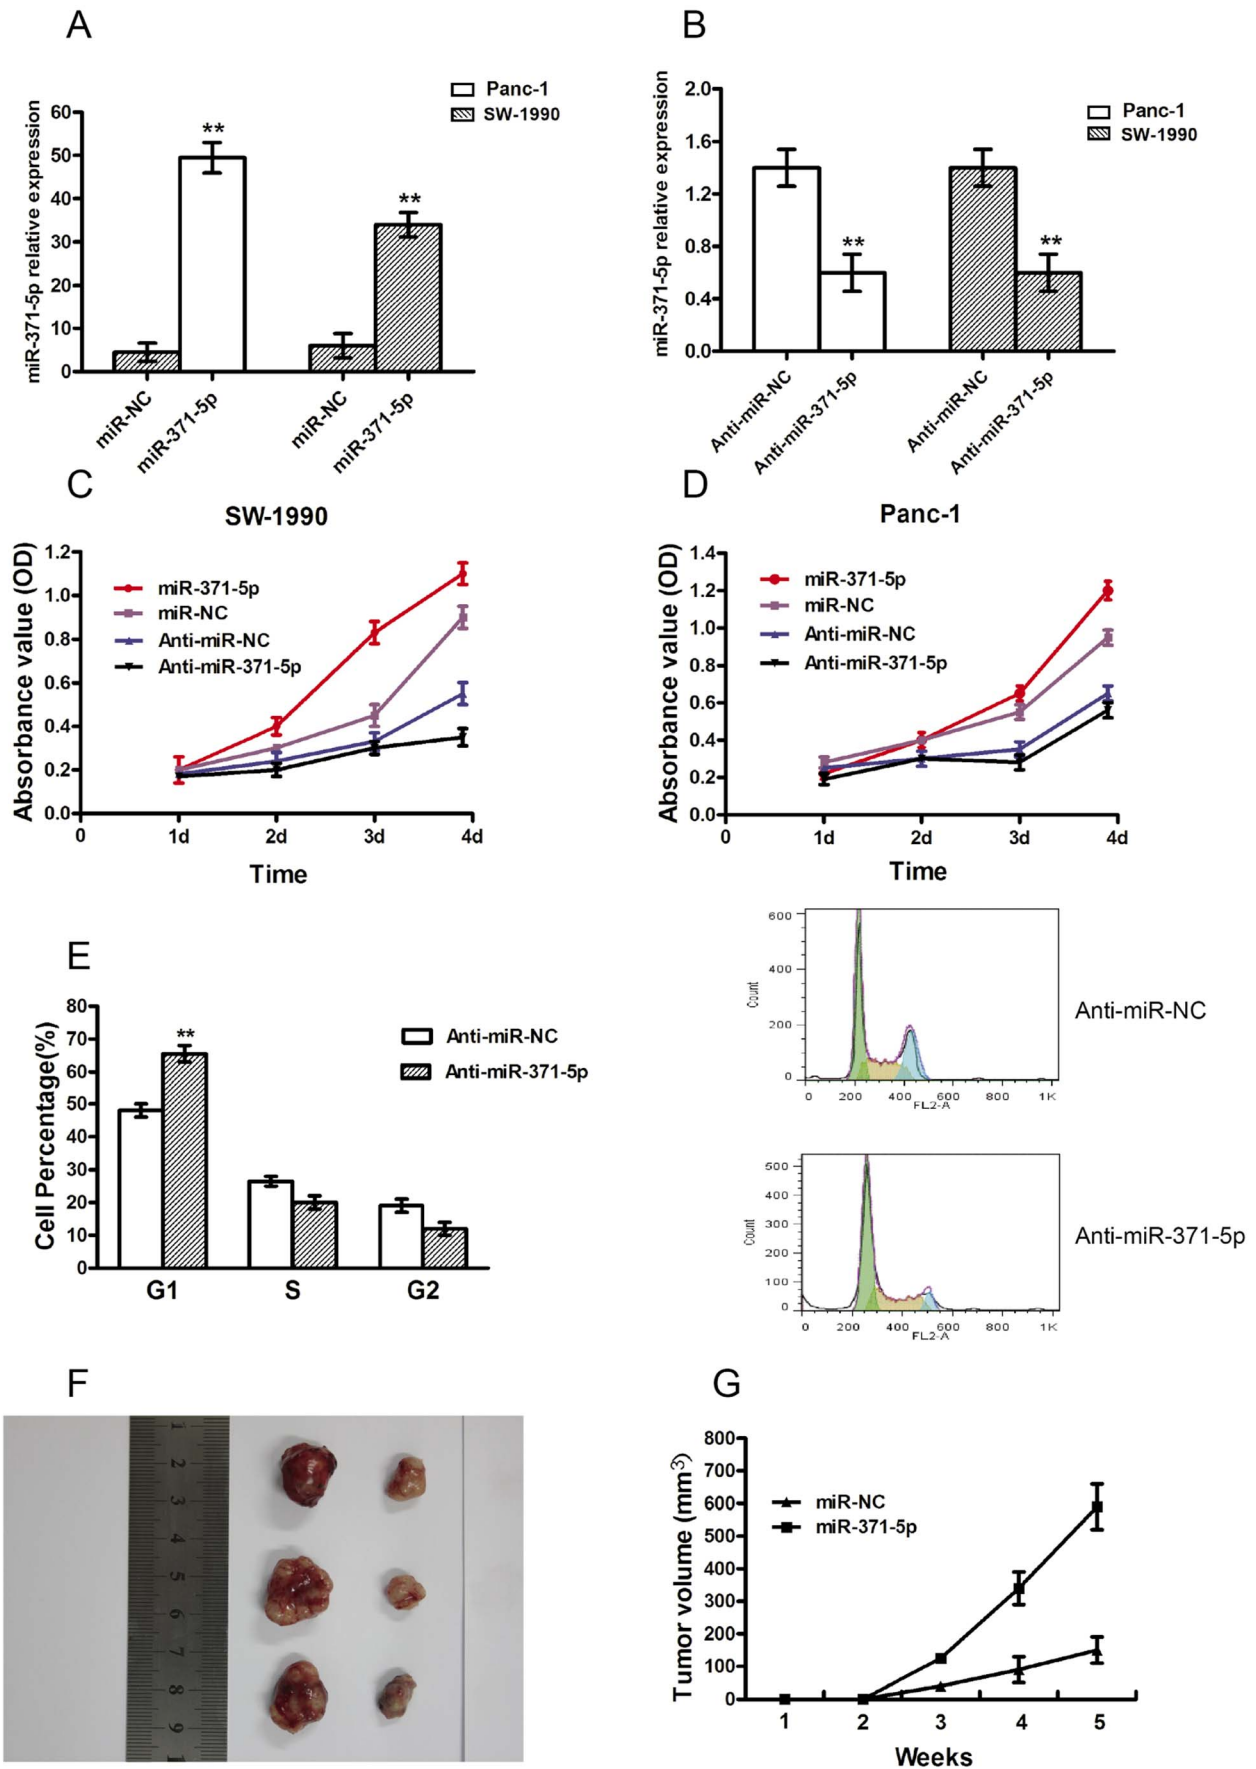 A
miR-371-5p relative expression
60
50
40
30
20
10
0
**
**
Panc-1
SW-1990
miR-NC
miR-371-5p
miR-NC
miR-371-5p
B
miR-371-5p relative expression
2.0
1.6
1.2
0.8
0.4
0.0
**
**
Panc-1
SW-1990
Anti-miR-NC
Anti-miR-371-5p
Anti-miR-NC
Anti-miR-371-5p
C
SW-1990
Absorbance value (OD)
1.2
1.0
0.8
0.6
0.4
0.2
0.0
miR-371-5p
miR-NC
Anti-miR-NC
Anti-miR-371-5p
0 1d 2d 3d 4d
Time
D
Panc-1
Absorbance value (OD)
1.4
1.2
1.0
0.8
0.6
0.4
0.2
0.0
miR-371-5p
miR-NC
Anti-miR-NC
Anti-miR-371-5p
0 1d 2d 3d 4d
Time
E
Cell Percentage(%)
80
70
60
50
40
30
20
10
0
**
Anti-miR-NC
Anti-miR-371-5p
G1 S G2
600
400
200
0
Count
0 200 400 600 800 1K
FL2-A
Anti-miR-NC
500
400
300
200
100
0
Count
0 200 400 600 800 1K
FL2-A
Anti-miR-371-5p
F
1
2
3
4
5
6
7
8
9
1
G
Tumor volume (mm³)
800
700
600
500
400
300
200
100
0
miR-NC
miR-371-5p
1 2 3 4 5
Weeks